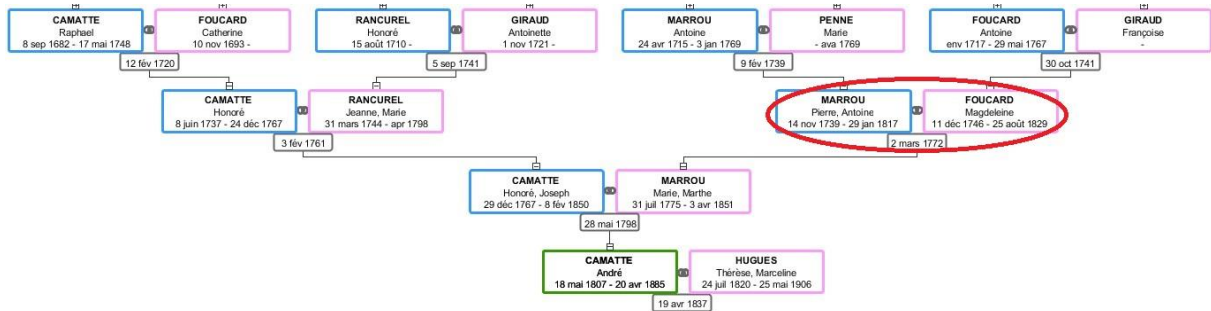 CAMATTE
Raphael
8 sep 1682 - 17 mai 1748
FOUCARD
Catherine
10 nov 1693 -
RANCUREL
Honoré
15 août 1710 -
GIRAUD
Antoinette
1 nov 1721 -
MARROU
Antoine
24 avr 1715 - 3 jan 1769
PENNE
Marie
- ava 1769
FOUCARD
Antoine
env 1717 - 29 mai 1767
GIRAUD
Françoise
-
12 fév 1720
5 sep 1741
9 fév 1739
30 oct 1741
CAMATTE
Honoré
8 juin 1737 - 24 déc 1767
RANCUREL
Jeanne, Marie
31 mars 1744 - apr 1798
MARROU
Pierre, Antoine
14 nov 1739 - 29 jan 1817
FOUCARD
Magdeleine
11 déc 1746 - 25 août 1829
3 fév 1761
2 mars 1772
CAMATTE
Honoré, Joseph
29 déc 1767 - 8 fév 1850
MARROU
Marie, Marthe
31 juil 1775 - 3 avr 1851
28 mai 1798
CAMATTE
André
18 mai 1807 - 20 avr 1885
HUGUES
Thérèse, Marceline
24 juil 1820 - 25 mai 1906
19 avr 1837